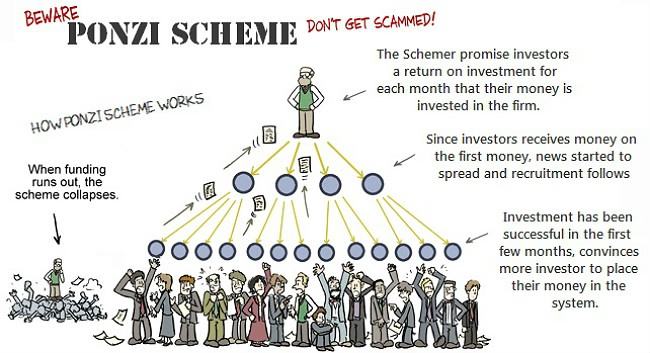 BEWARE
PONZI SCHEME
DON'T GET SCAMMED!
HOW PONZI SCHEME WORKS
The Schemer promise investors
a return on investment for
each month that their money is
invested in the firm.
Since investors receives money on
the first money, news started to
spread and recruitment follows
When funding
runs out, the
scheme collapses.
Investment has been
successful in the first
few months, convinces
more investor to place
their money in the
system.